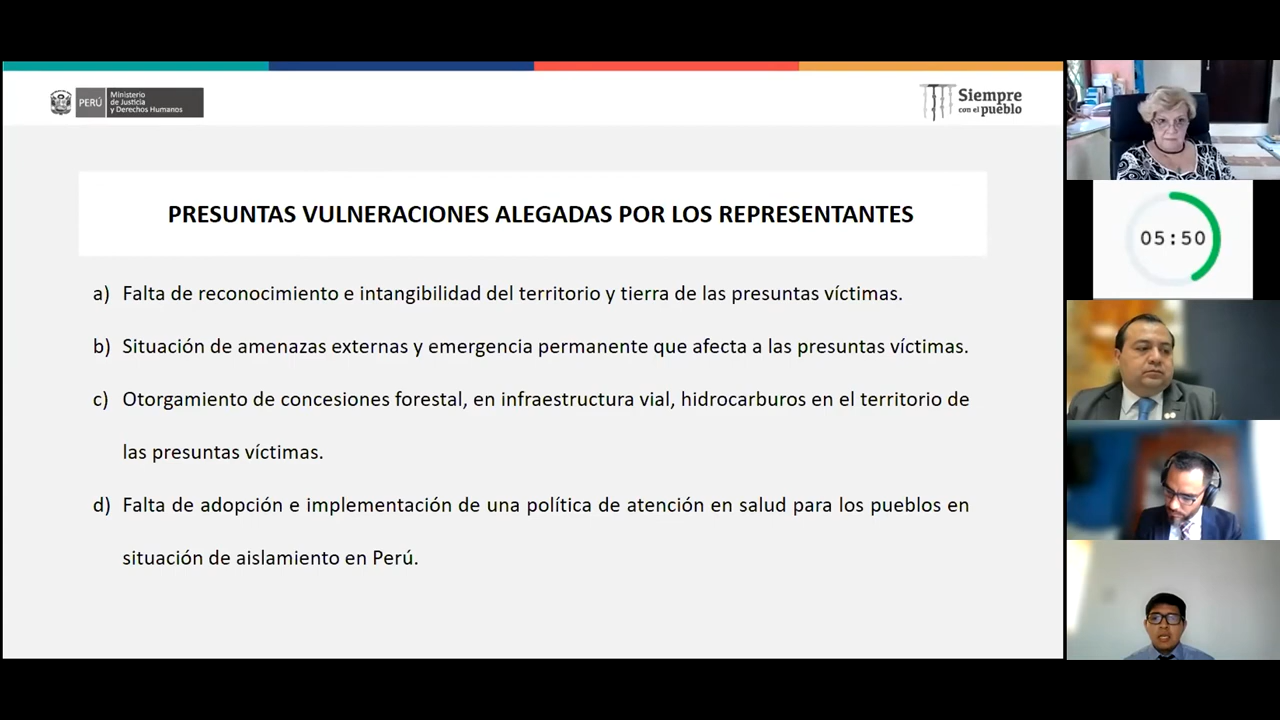 PERÚ
Ministerio
de Justicia
y Derechos Humanos
Siempre
con el pueblo
PRESUNTAS VULNERACIONES ALEGADAS POR LOS REPRESENTANTES
a) Falta de reconocimiento e intangibilidad del territorio y tierra de las presuntas víctimas.
b) Situación de amenazas externas y emergencia permanente que afecta a las presuntas víctimas.
c) Otorgamiento de concesiones forestal, en infraestructura vial, hidrocarburos en el territorio de
las presuntas víctimas.
d) Falta de adopción e implementación de una política de atención en salud para los pueblos en
situación de aislamiento en Perú.
05:50